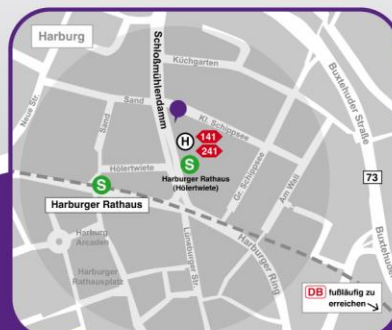 Harburg
Schloßmühlendamm
Küchgarten
Buxtehuder Straße
Neue Str.
Sand
Kl. Schippsee
Sand
H
141
241
S
Hölertwiete
Harburger Rathaus
(Hölertwiete)
Gr. Schippsee
Am Wall
73
S
Harburger Rathaus
Harburg
Arcaden
Lüneburger Str.
Harburger Ring
Buxtehuder
Harburger
Rathausplatz
DB fußläufig zu
erreichen